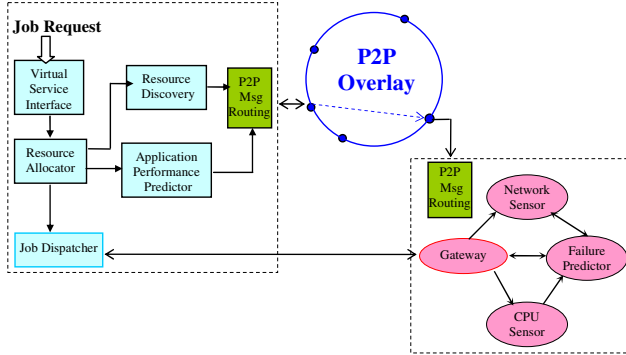 Job Request
Virtual
Service
Interface
Resource
Discovery
P2P
Msg
Routing
P2P
Overlay
Resource
Allocator
Application
Performance
Predictor
Job Dispatcher
P2P
Msg
Routing
Network
Sensor
Gateway
Failure
Predictor
CPU
Sensor